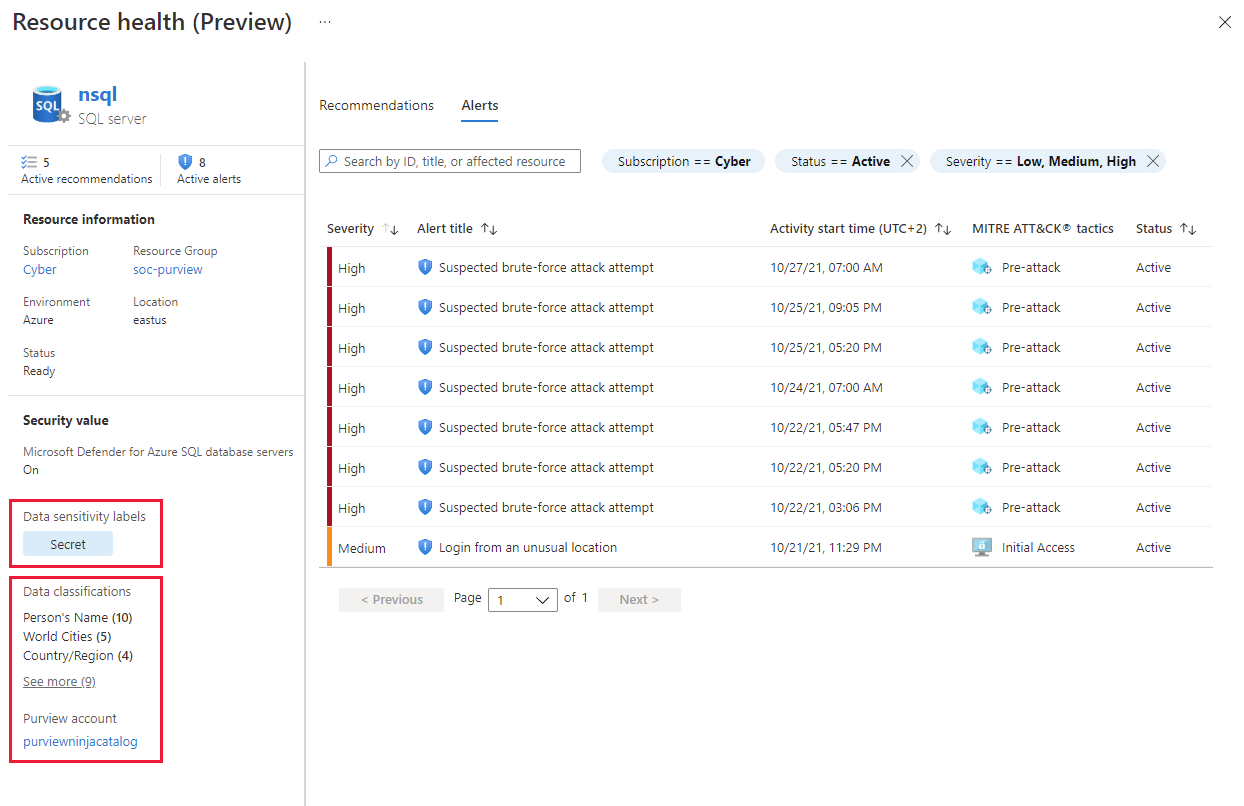 Resource health (Preview) ...
SQL
nsql
SQL server
5
Active recommendations
8
Active alerts
Resource information
Subscription Resource Group
Cyber soc-purview
Environment Location
Azure eastus
Status
Ready
Security value
Microsoft Defender for Azure SQL database servers
On
Data sensitivity labels
Secret
Data classifications
Person's Name (10)
World Cities (5)
Country/Region (4)
See more (9)
Purview account
purviewninjacatalog
Recommendations Alerts
Search by ID, title, or affected resource Subscription == Cyber Status == Active Severity == Low, Medium, High
Severity Alert title Activity start time (UTC+2) MITRE ATT&CK® tactics Status
High Suspected brute-force attack attempt 10/27/21, 07:00 AM Pre-attack Active
High Suspected brute-force attack attempt 10/25/21, 09:05 PM Pre-attack Active
High Suspected brute-force attack attempt 10/25/21, 05:20 PM Pre-attack Active
High Suspected brute-force attack attempt 10/24/21, 07:00 AM Pre-attack Active
High Suspected brute-force attack attempt 10/22/21, 05:47 PM Pre-attack Active
High Suspected brute-force attack attempt 10/22/21, 05:20 PM Pre-attack Active
High Suspected brute-force attack attempt 10/22/21, 03:06 PM Pre-attack Active
Medium Login from an unusual location 10/21/21, 11:29 PM Initial Access Active
< Previous Page 1 of 1 Next >